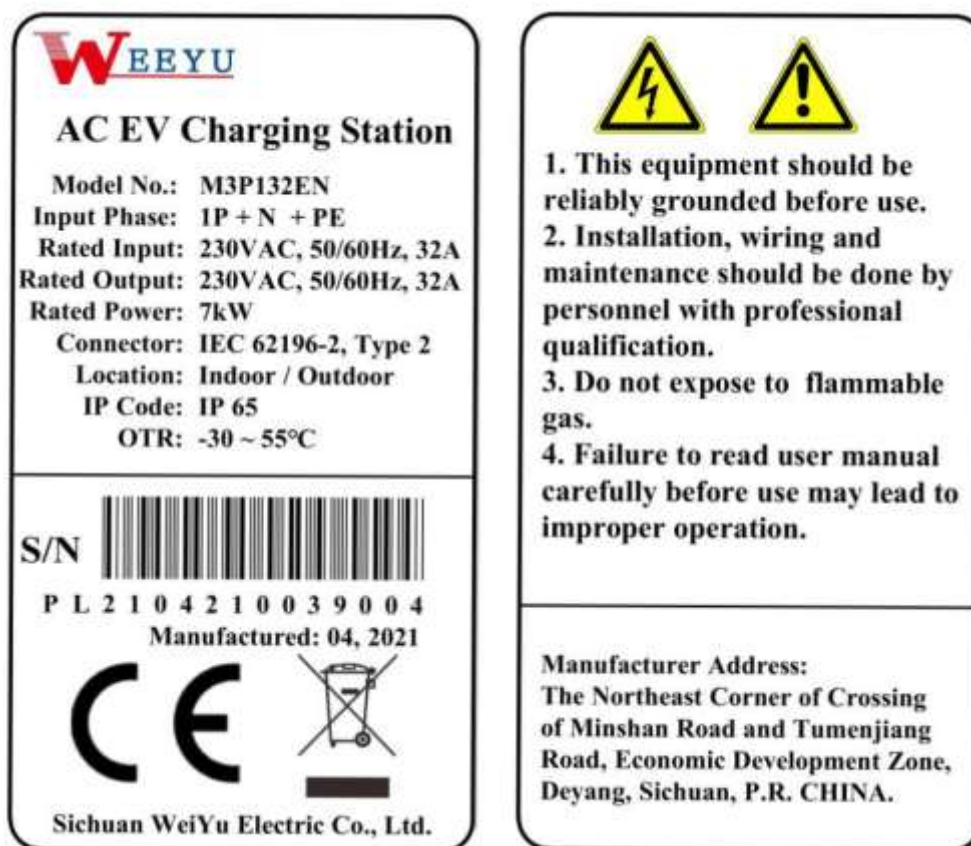 WEEYU
AC EV Charging Station
Model No.: M3P132EN
Input Phase: 1P + N + PE
Rated Input: 230VAC, 50/60Hz, 32A
Rated Output: 230VAC, 50/60Hz, 32A
Rated Power: 7kW
Connector: IEC 62196-2, Type 2
Location: Indoor / Outdoor
IP Code: IP 65
OTR: -30 ~ 55℃
S/N
PL2104210039004
Manufactured: 04, 2021
CE
Sichuan WeiYu Electric Co., Ltd.
1. This equipment should be
reliably grounded before use.
2. Installation, wiring and
maintenance should be done by
personnel with professional
qualification.
3. Do not expose to flammable
gas.
4. Failure to read user manual
carefully before use may lead to
improper operation.
Manufacturer Address:
The Northeast Corner of Crossing
of Minshan Road and Tumenjiang
Road, Economic Development Zone,
Deyang, Sichuan, P.R. CHINA.